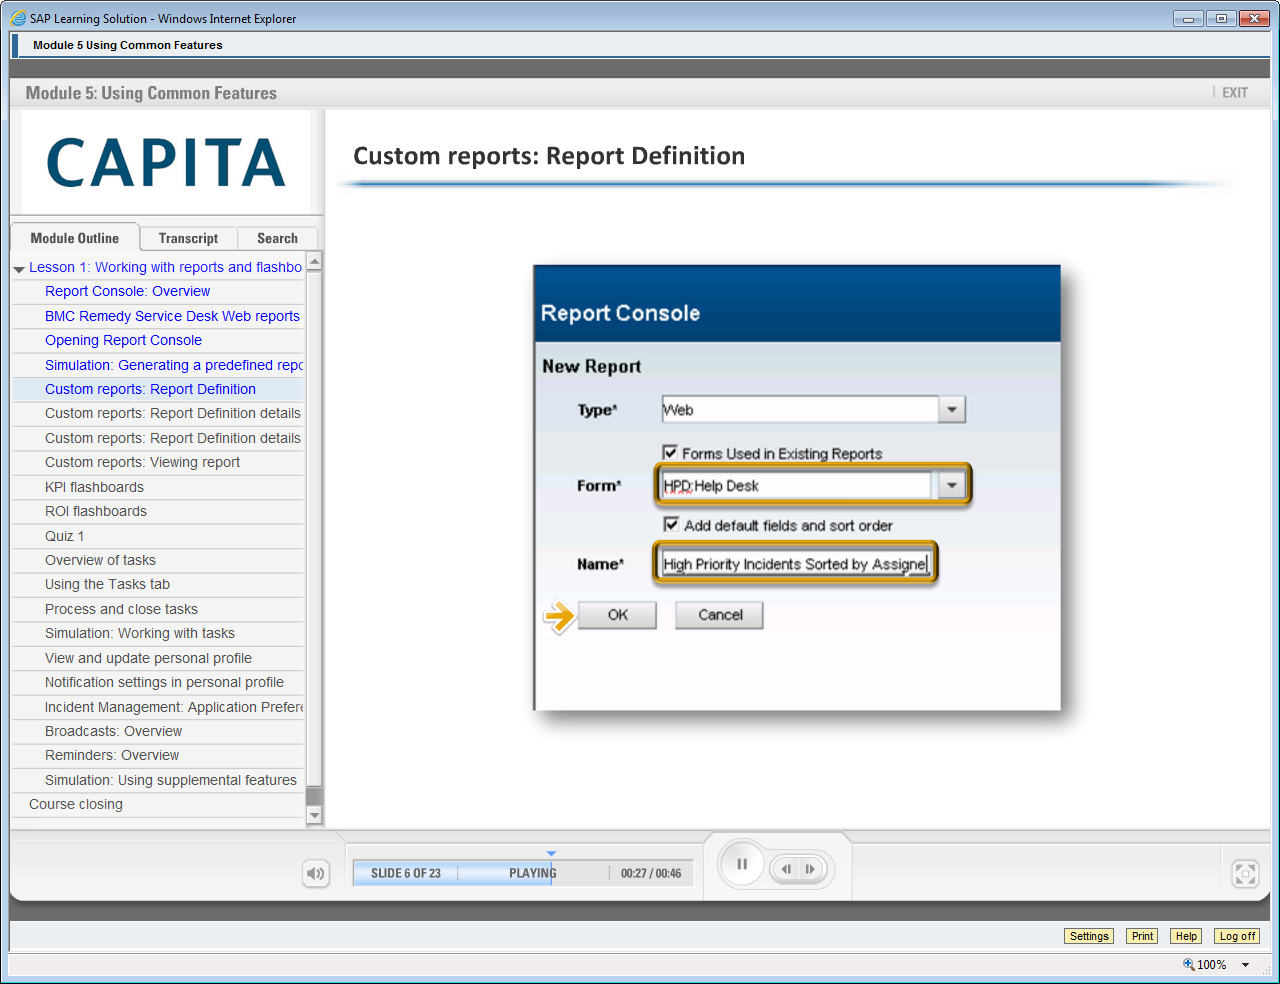 SAP Learning Solution - Windows Internet Explorer
Module 5 Using Common Features
Module 5: Using Common Features
EXIT
CAPITA
Custom reports: Report Definition
Module Outline
Transcript
Search
Lesson 1: Working with reports and flashbo
Report Console: Overview
BMC Remedy Service Desk Web reports
Opening Report Console
Simulation: Generating a predefined repo
Custom reports: Report Definition
Custom reports: Report Definition details
Custom reports: Report Definition details
Custom reports: Viewing report
KPI flashboards
ROI flashboards
Quiz 1
Overview of tasks
Using the Tasks tab
Process and close tasks
Simulation: Working with tasks
View and update personal profile
Notification settings in personal profile
Incident Management: Application Prefere
Broadcasts: Overview
Reminders: Overview
Simulation: Using supplemental features
Course closing
Report Console
New Report
Type* Web
Forms Used in Existing Reports
Form* HPD:Help Desk
Add default fields and sort order
Name* High Priority Incidents Sorted by Assigne
OK Cancel
SLIDE 6 OF 23 PLAYING 00:27 / 00:46
Settings Print Help Log off
100%